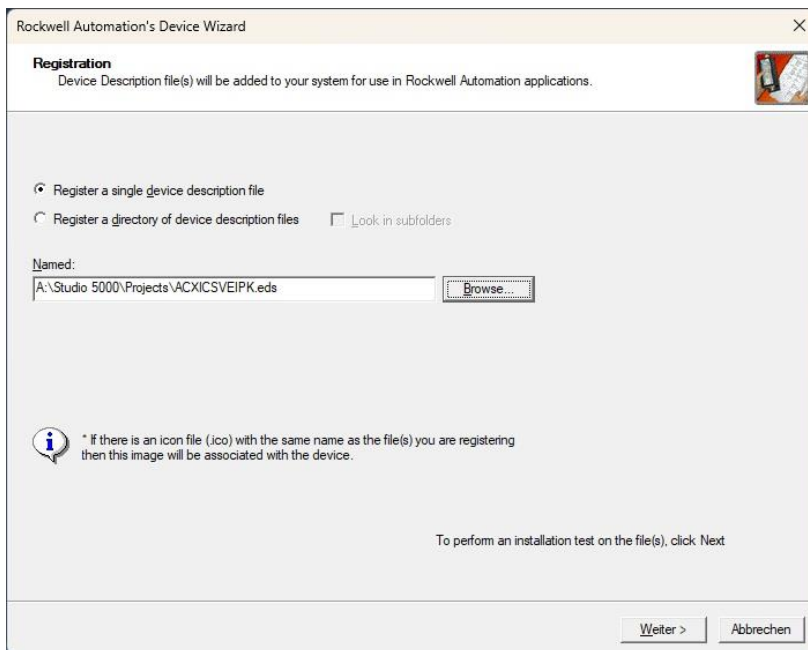 Rockwell Automation's Device Wizard
Registration
Device Description file(s) will be added to your system for use in Rockwell Automation applications.
Register a single device description file
Register a directory of device description files Look in subfolders
Named:
A:\Studio 5000\Projects\ACXICSVEIPK.eds Browse...
* If there is an icon file (.ico) with the same name as the file(s) you are registering
then this image will be associated with the device.
To perform an installation test on the file(s), click Next
Weiter > Abbrechen